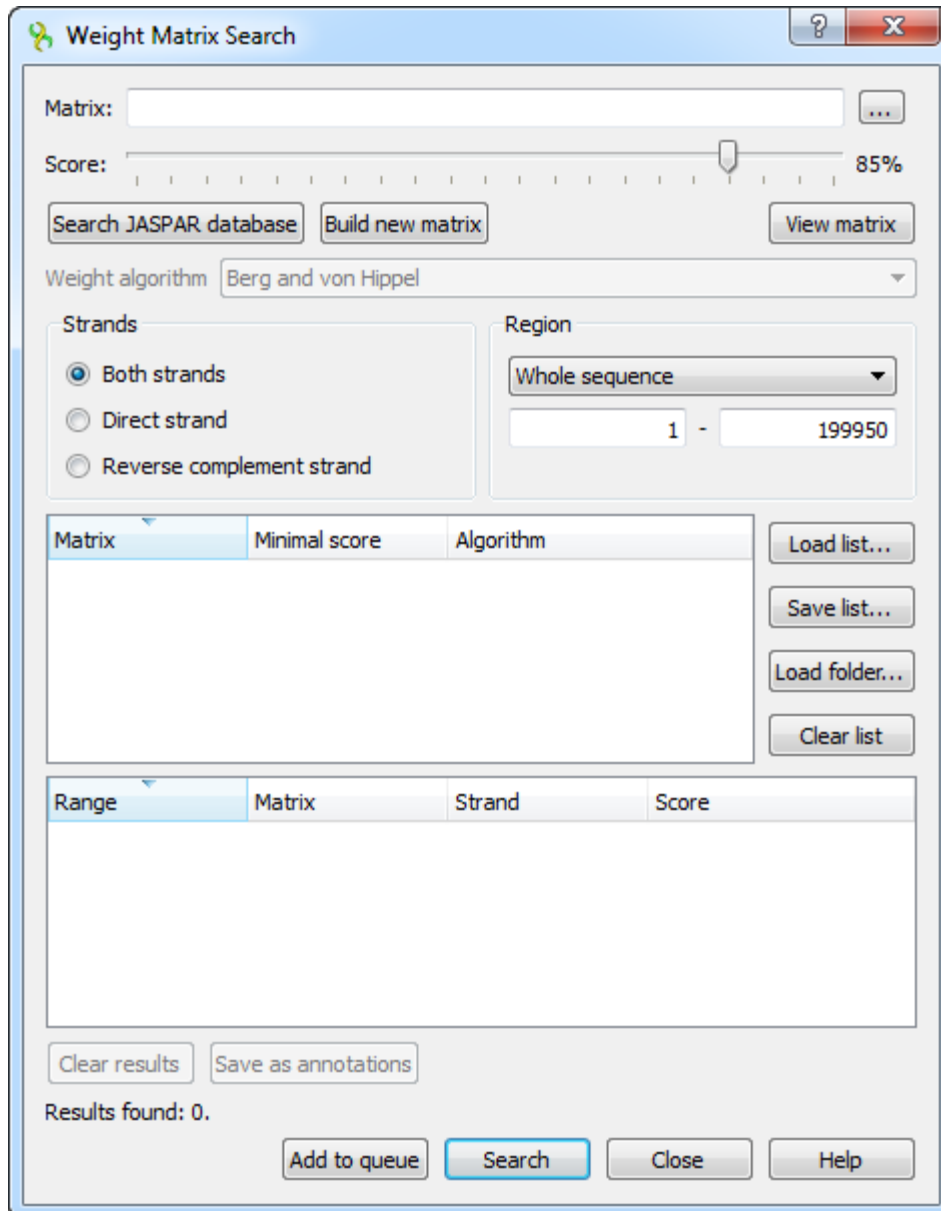 Weight Matrix Search
?
Matrix:
...
Score:
85%
Search JASPAR database Build new matrix View matrix
Weight algorithm Berg and von Hippel
Strands
Both strands
Direct strand
Reverse complement strand
Region
Whole sequence
1 - 199950
Matrix Minimal score Algorithm
Load list...
Save list...
Load folder...
Clear list
Range Matrix Strand Score
Clear results Save as annotations
Results found: 0.
Add to queue Search Close Help